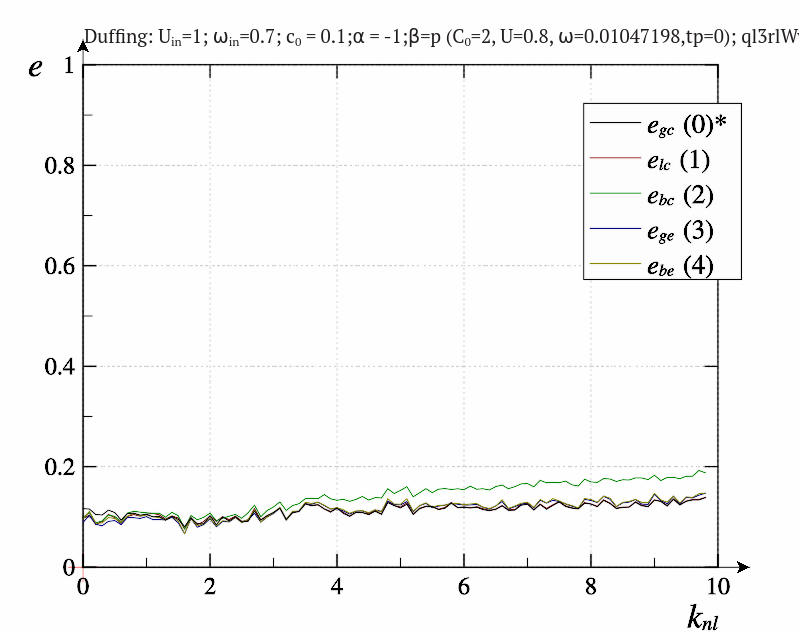 Duffing: Uin=1; ωin=0.7; c0 = 0.1;α = -1;β=p (C0=2, U=0.8, ω=0.01047198,tp=0); ql3rlW
e
1
0.8
0.6
0.4
0.2
0
egc (0)*
elc (1)
ebc (2)
ege (3)
ebe (4)
0 2 4 6 8 10
knl